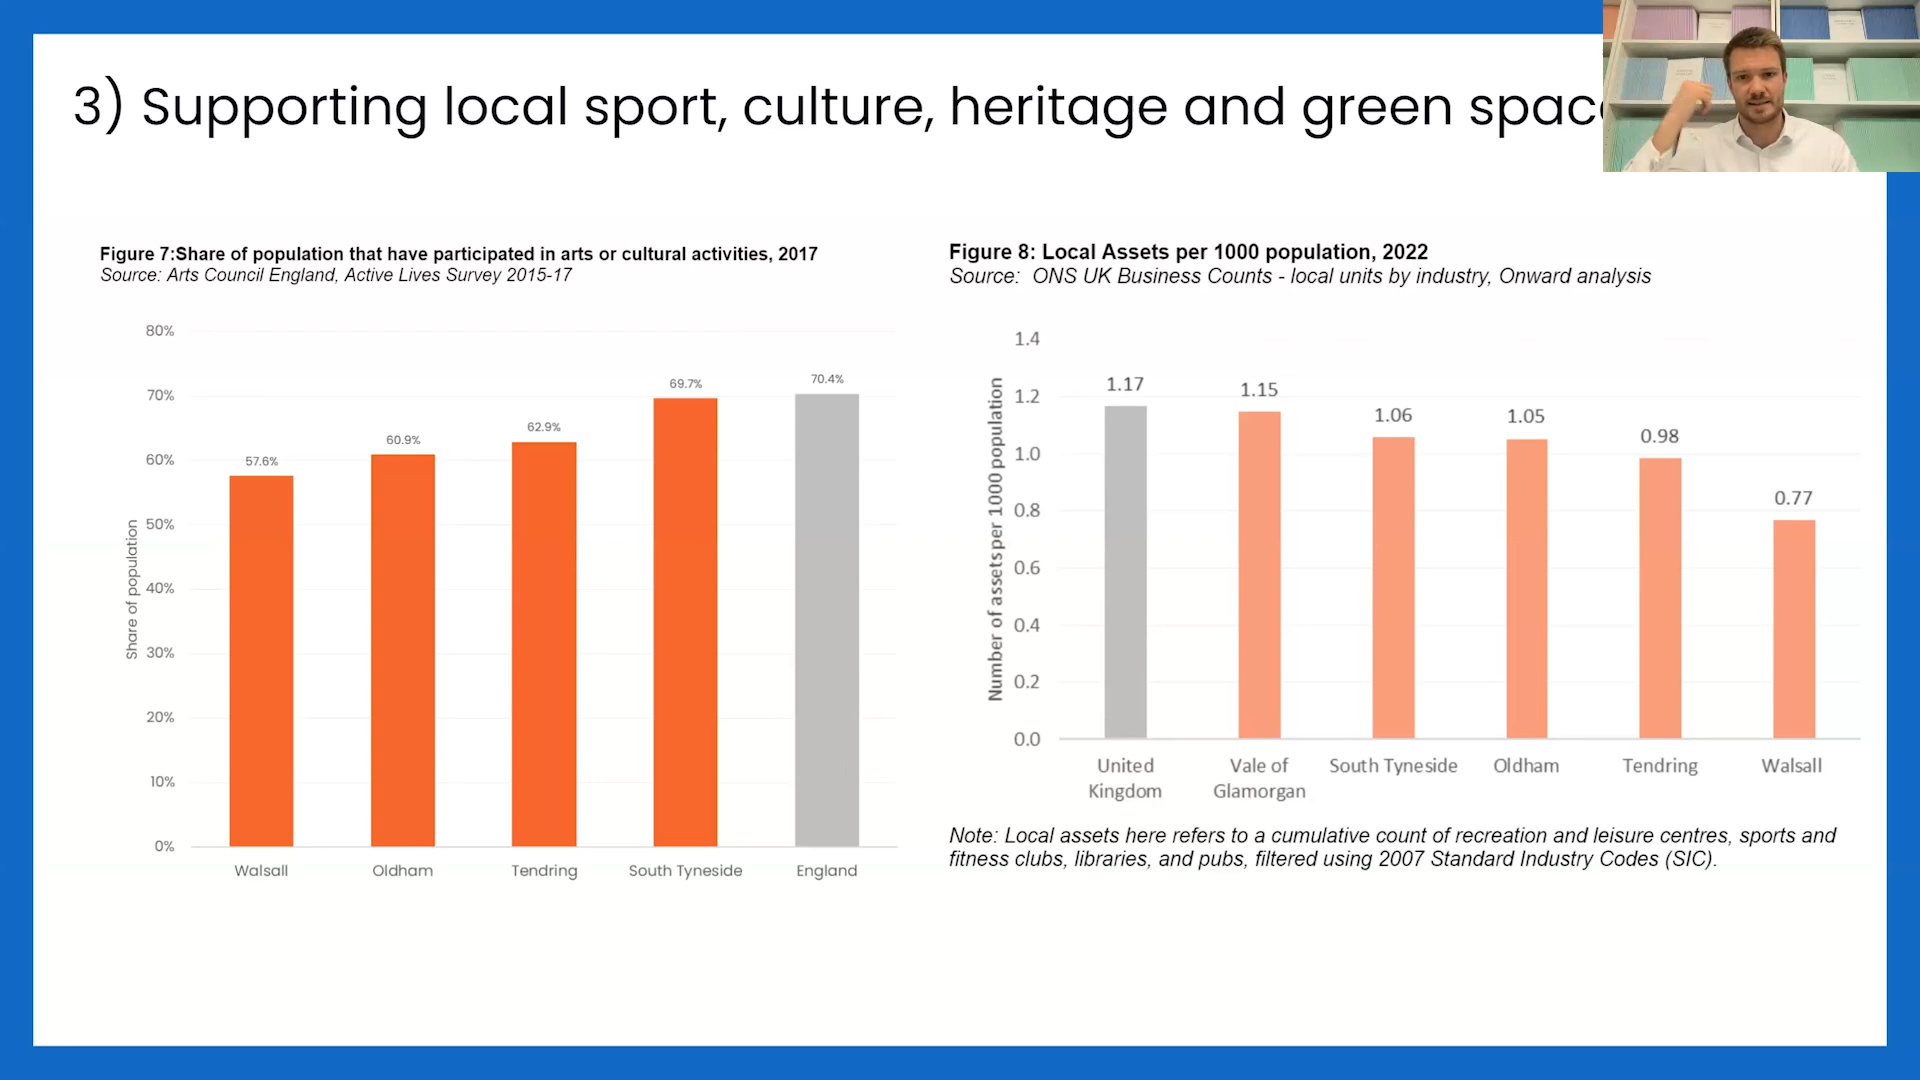 3) Supporting local sport, culture, heritage and green
Figure 7:Share of population that have participated in arts or cultural activities, 2017
Source: Arts Council England, Active Lives Survey 2015-17
80%
70%
60%
50%
40%
30%
20%
10%
0%
Share of population
57.6%
60.9%
62.9%
69.7%
70.4%
Walsall
Oldham
Tendring
South Tyneside
England
Figure 8: Local Assets per 1000 population, 2022
Source: ONS UK Business Counts - local units by industry, Onward analysis
1.4
1.2
1.0
0.8
0.6
0.4
0.2
0.0
Number of assets per 1000 population
1.17
1.15
1.06
1.05
0.98
0.77
United
Kingdom
Vale of
Glamorgan
South Tyneside
Oldham
Tendring
Walsall
Note: Local assets here refers to a cumulative count of recreation and leisure centres, sports and
fitness clubs, libraries, and pubs, filtered using 2007 Standard Industry Codes (SIC).